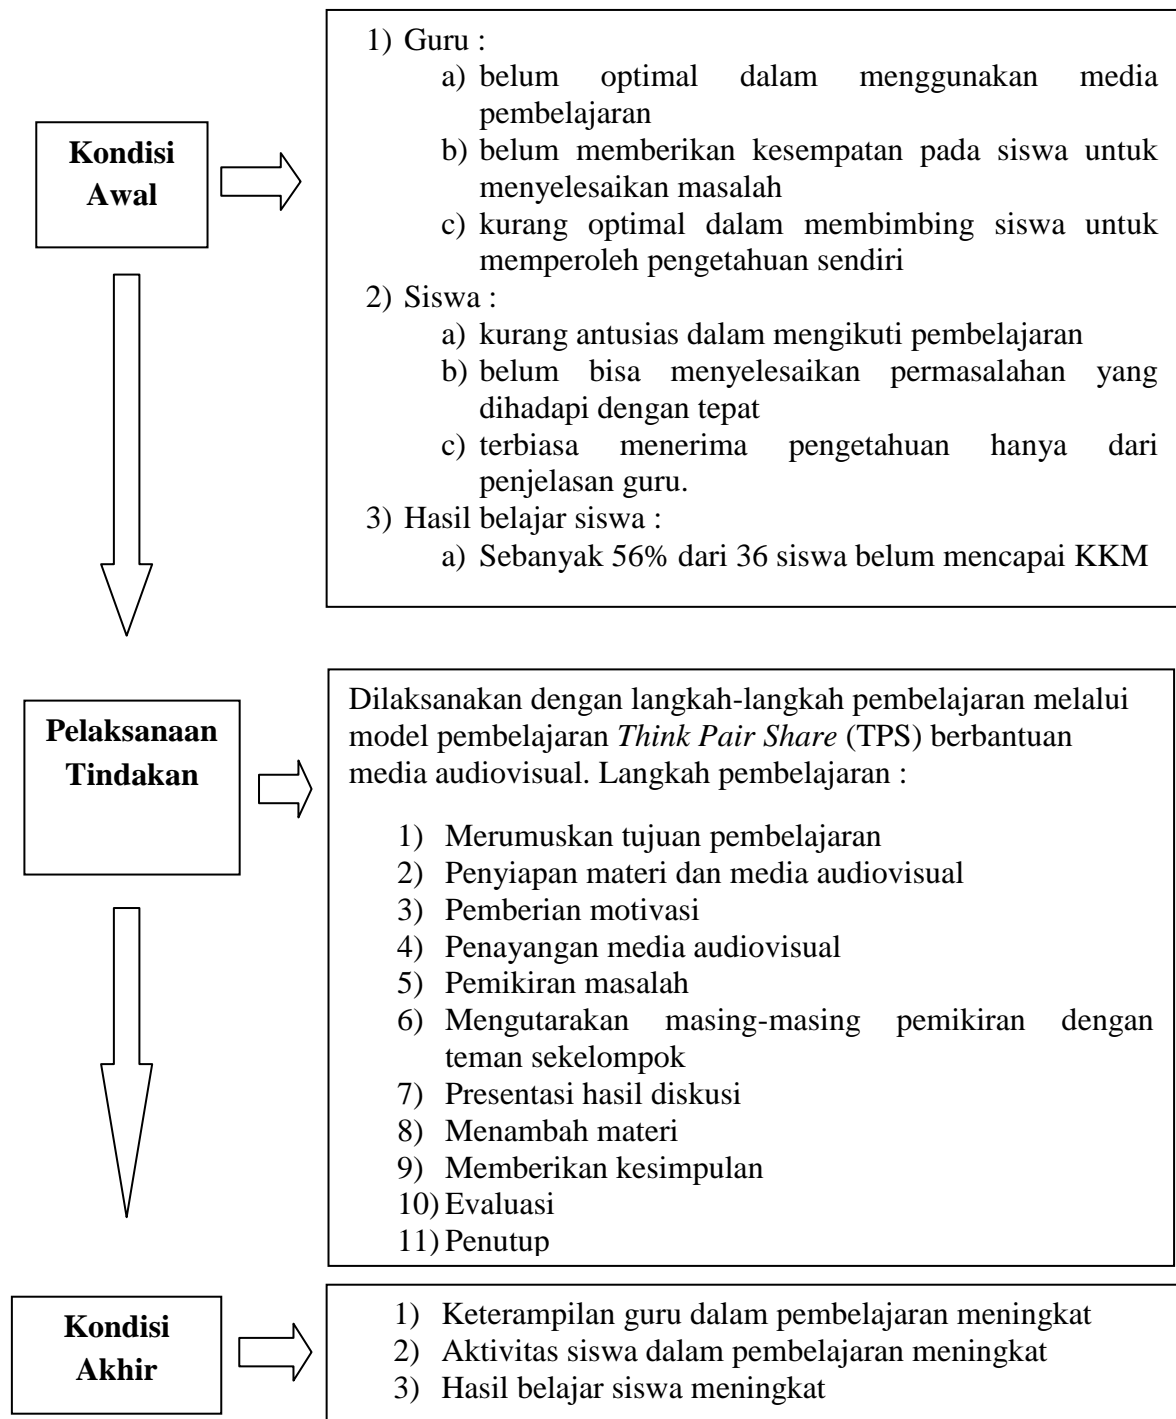 Kondisi
Awal
1) Guru :
a) belum optimal dalam menggunakan media
pembelajaran
b) belum memberikan kesempatan pada siswa untuk
menyelesaikan masalah
c) kurang optimal dalam membimbing siswa untuk
memperoleh pengetahuan sendiri
2) Siswa :
a) kurang antusias dalam mengikuti pembelajaran
b) belum bisa menyelesaikan permasalahan yang
dihadapi dengan tepat
c) terbiasa menerima pengetahuan hanya dari
penjelasan guru.
3) Hasil belajar siswa :
a) Sebanyak 56% dari 36 siswa belum mencapai KKM
Pelaksanaan
Tindakan
Dilaksanakan dengan langkah-langkah pembelajaran melalui
model pembelajaran Think Pair Share (TPS) berbantuan
media audiovisual. Langkah pembelajaran :
1) Merumuskan tujuan pembelajaran
2) Penyiapan materi dan media audiovisual
3) Pemberian motivasi
4) Penayangan media audiovisual
5) Pemikiran masalah
6) Mengutarakan masing-masing pemikiran dengan
teman sekelompok
7) Presentasi hasil diskusi
8) Menambah materi
9) Memberikan kesimpulan
10) Evaluasi
11) Penutup
Kondisi
Akhir
1) Keterampilan guru dalam pembelajaran meningkat
2) Aktivitas siswa dalam pembelajaran meningkat
3) Hasil belajar siswa meningkat